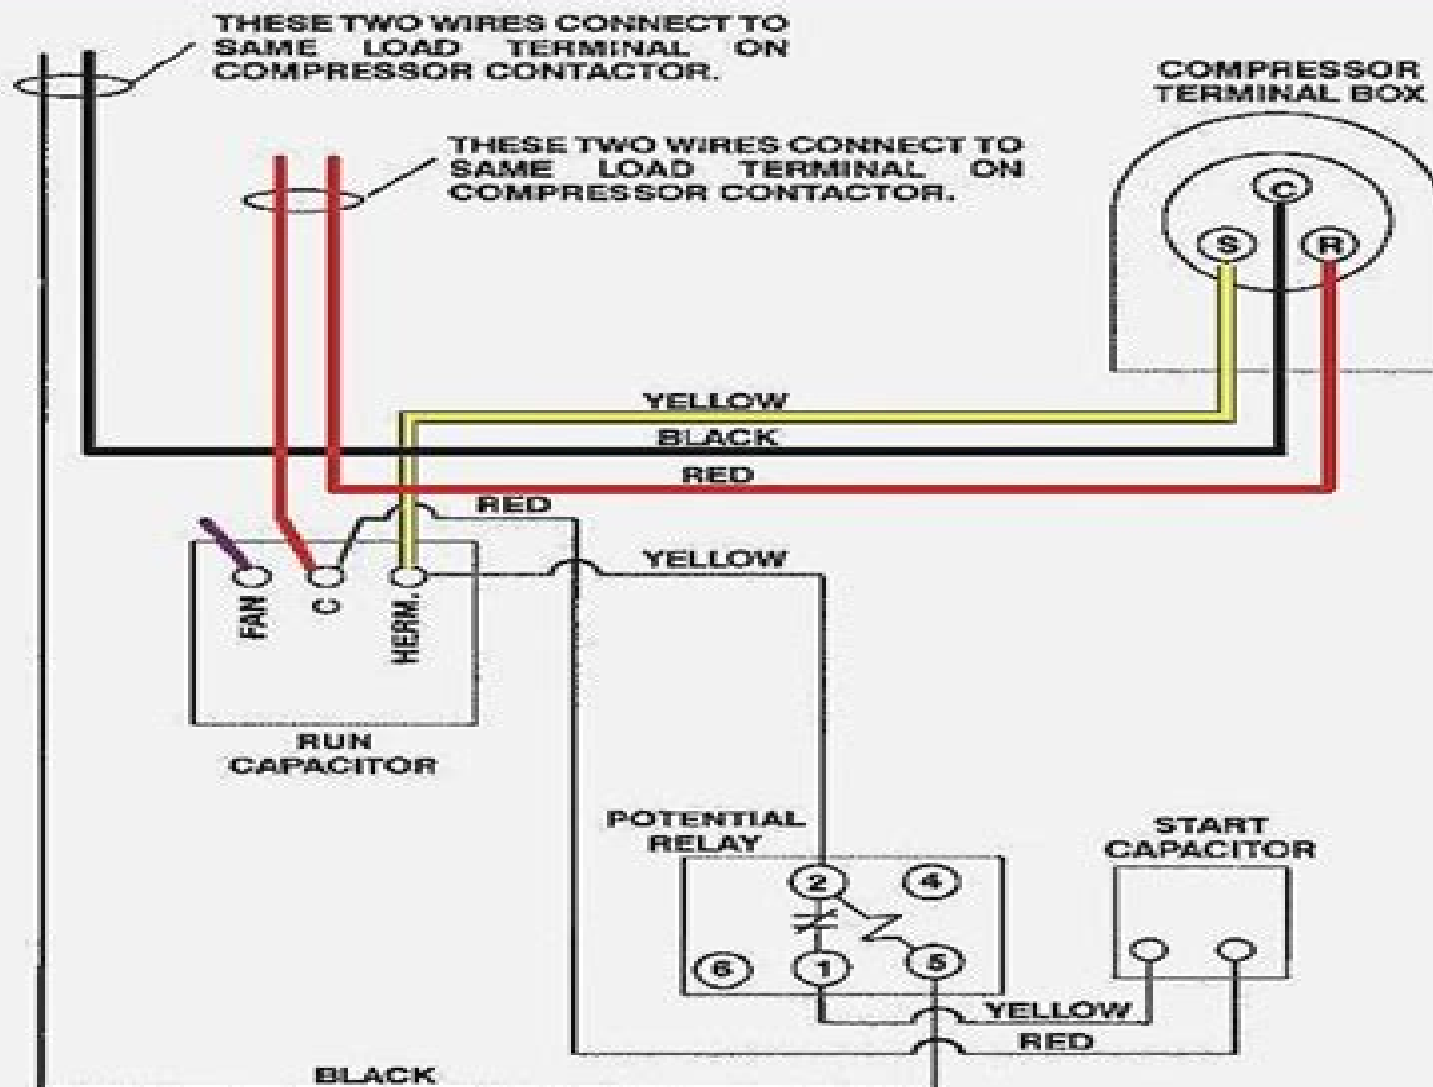 THESE TWO WIRES CONNECT TO
SAME LOAD TERMINAL ON
COMPRESSOR CONTACTOR.
COMPRESSOR
TERMINAL BOX
THESE TWO WIRES CONNECT TO
SAME LOAD TERMINAL ON
COMPRESSOR CONTACTOR.
C
S
R
YELLOW
BLACK
RED
RED
YELLOW
FAN
C
HERM.
RUN
CAPACITOR
POTENTIAL
RELAY
START
CAPACITOR
2
4
6
1
5
YELLOW
RED
BLACK